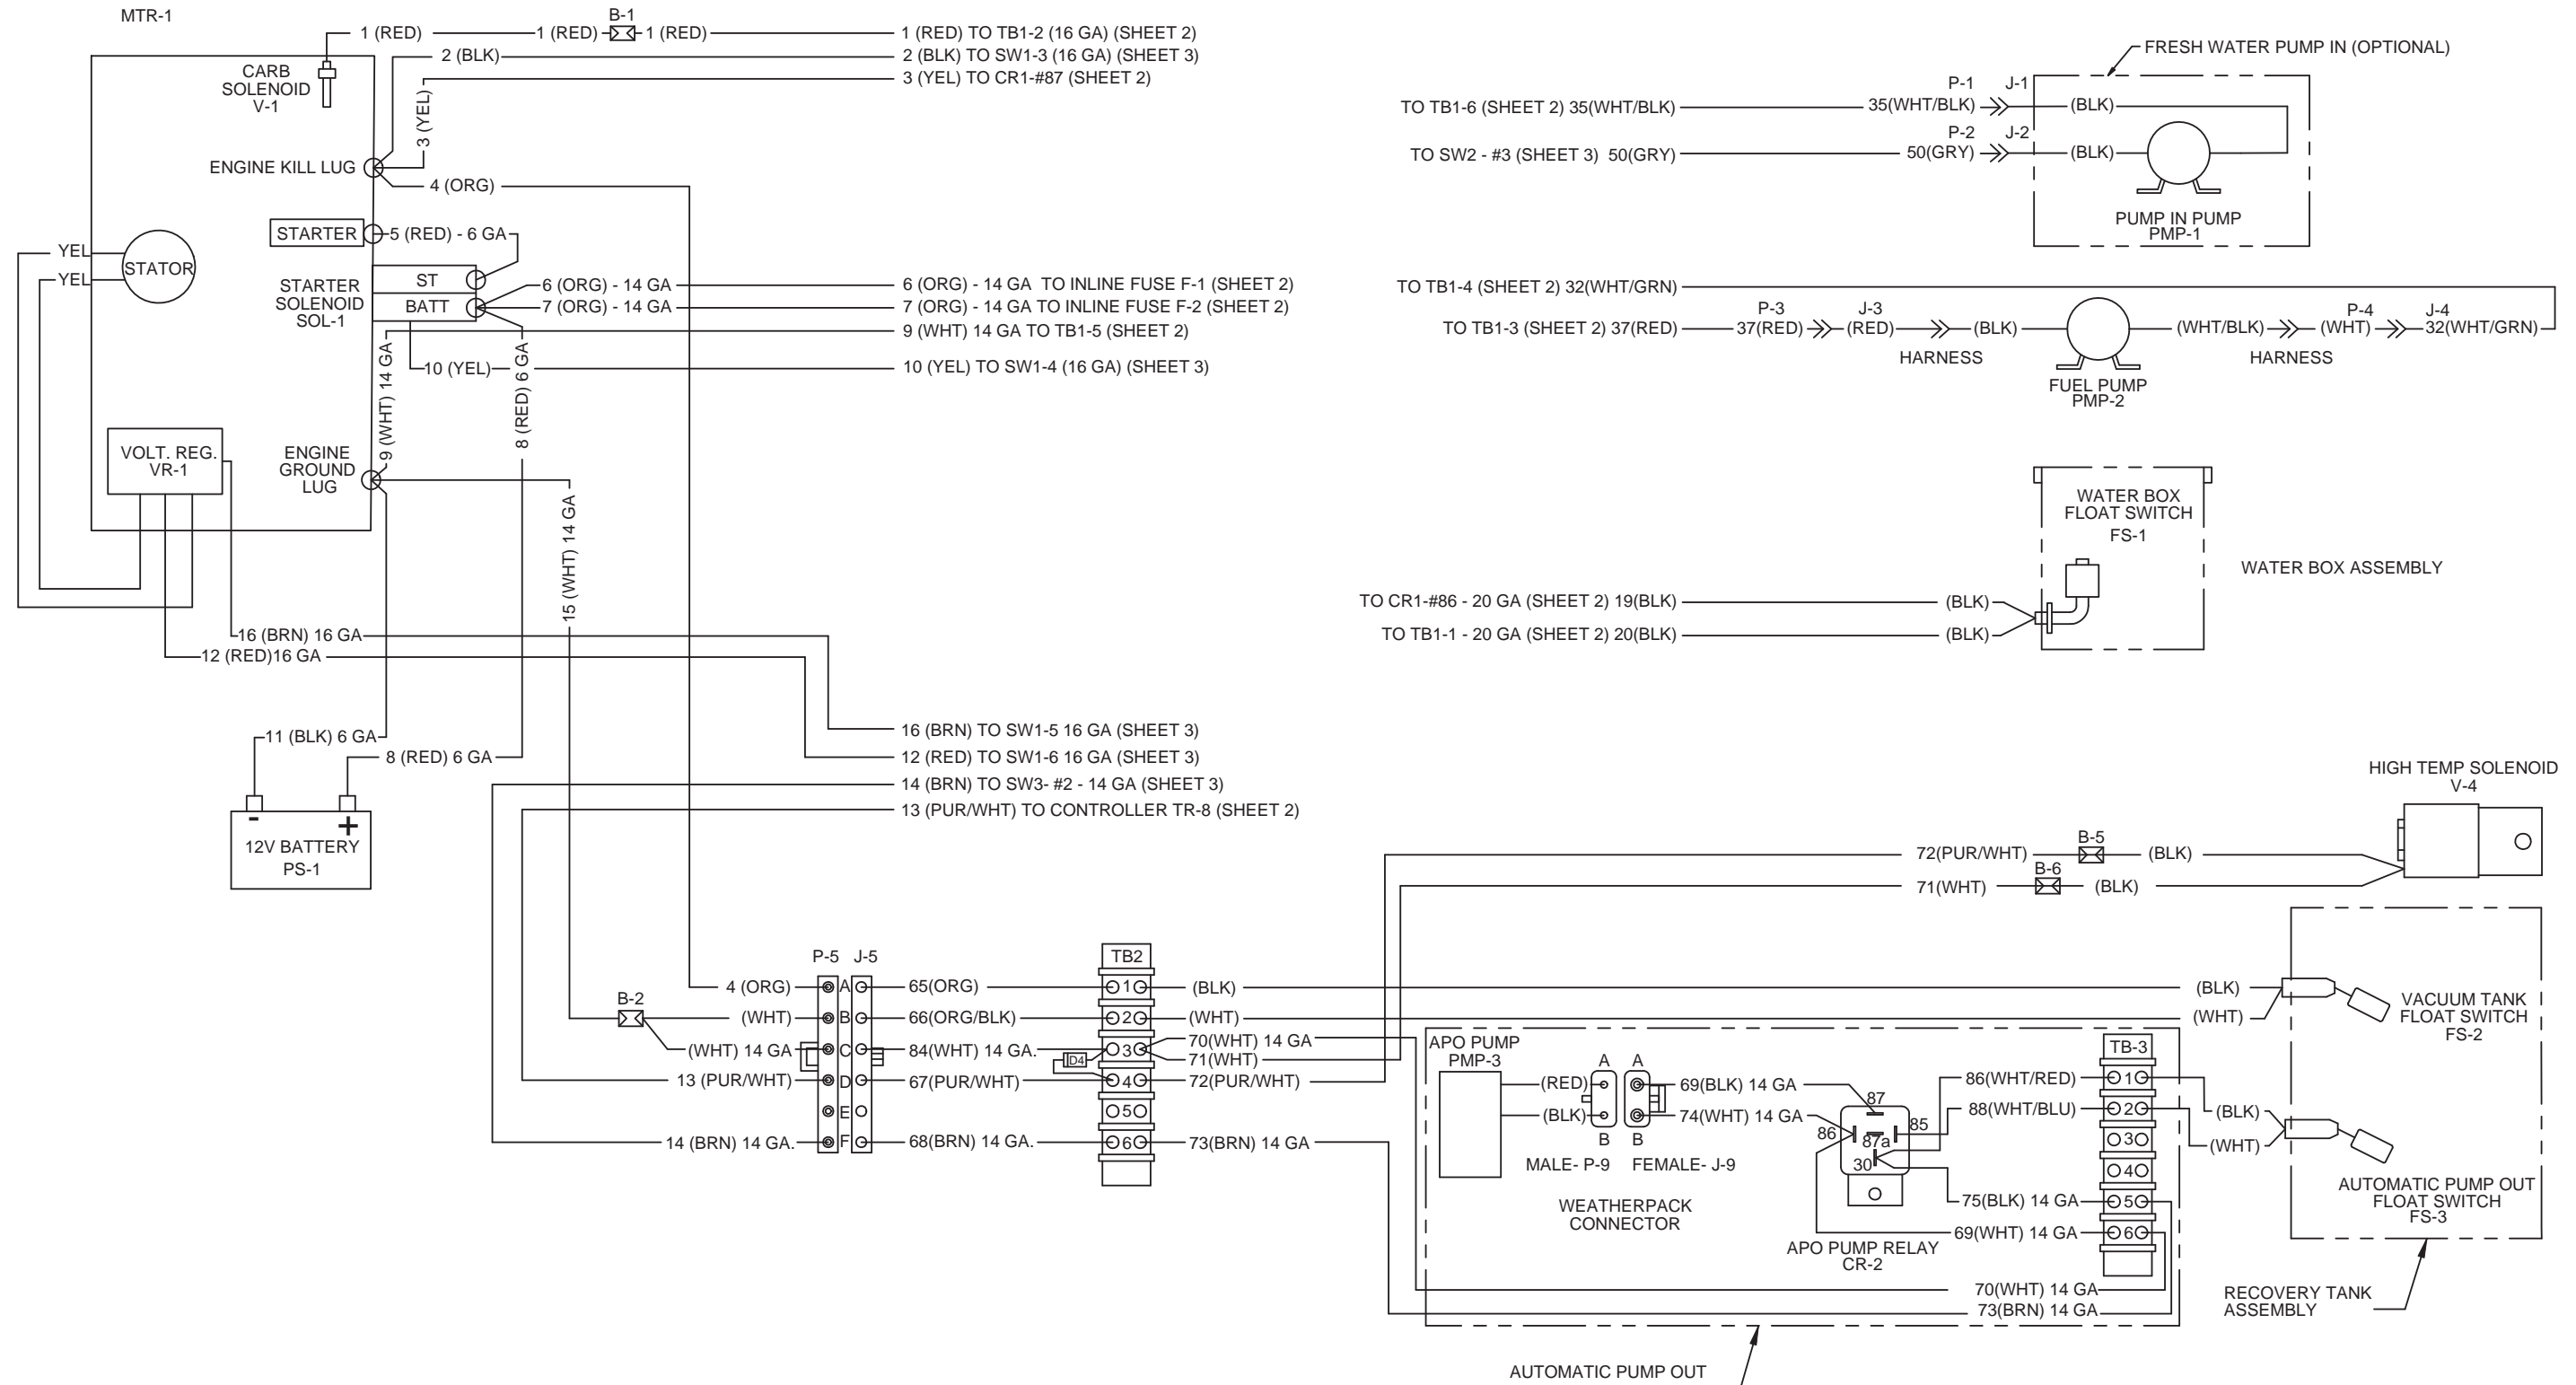 MTR-1
1 (RED)
B-1
1 (RED)
1 (RED)
1 (RED) TO TB1-2 (16 GA) (SHEET 2)
2 (BLK)
2 (BLK) TO SW1-3 (16 GA) (SHEET 3)
3 (YEL)
3 (YEL) TO CR1-#87 (SHEET 2)
CARB
SOLENOID
V-1
ENGINE KILL LUG
4 (ORG)
STARTER
5 (RED) - 6 GA
YEL
YEL
STATOR
STARTER
SOLENOID
SOL-1
ST
BATT
6 (ORG) - 14 GA
7 (ORG) - 14 GA
6 (ORG) - 14 GA TO INLINE FUSE F-1 (SHEET 2)
7 (ORG) - 14 GA TO INLINE FUSE F-2 (SHEET 2)
9 (WHT) 14 GA TO TB1-5 (SHEET 2)
10 (YEL)
10 (YEL) TO SW1-4 (16 GA) (SHEET 3)
9 (WHT) 14 GA
8 (RED) 6 GA
VOLT. REG.
VR-1
ENGINE
GROUND
LUG
15 (WHT) 14 GA
16 (BRN) 16 GA
12 (RED)16 GA
11 (BLK) 6 GA
8 (RED) 6 GA
- +
12V BATTERY
PS-1
16 (BRN) TO SW1-5 16 GA (SHEET 3)
12 (RED) TO SW1-6 16 GA (SHEET 3)
14 (BRN) TO SW3- #2 - 14 GA (SHEET 3)
13 (PUR/WHT) TO CONTROLLER TR-8 (SHEET 2)
FRESH WATER PUMP IN (OPTIONAL)
P-1 J-1
TO TB1-6 (SHEET 2) 35(WHT/BLK)
35(WHT/BLK)
(BLK)
P-2 J-2
TO SW2 - #3 (SHEET 3) 50(GRY)
50(GRY)
(BLK)
PUMP IN PUMP
PMP-1
TO TB1-4 (SHEET 2) 32(WHT/GRN)
TO TB1-3 (SHEET 2) 37(RED)
P-3
37(RED)
J-3
(RED)
(BLK)
HARNESS
(WHT/BLK)
P-4
(WHT)
J-4
32(WHT/GRN)
HARNESS
FUEL PUMP
PMP-2
WATER BOX
FLOAT SWITCH
FS-1
WATER BOX ASSEMBLY
TO CR1-#86 - 20 GA (SHEET 2) 19(BLK)
(BLK)
TO TB1-1 - 20 GA (SHEET 2) 20(BLK)
(BLK)
HIGH TEMP SOLENOID
V-4
72(PUR/WHT)
B-5
(BLK)
71(WHT)
B-6
(BLK)
P-5 J-5
TB2
B-2
4 (ORG)
A
65(ORG)
1
(BLK)
(BLK)
(WHT)
B
66(ORG/BLK)
2
(WHT)
(WHT)
(WHT) 14 GA
C
84(WHT) 14 GA.
3
70(WHT) 14 GA
71(WHT)
D4
13 (PUR/WHT)
D
67(PUR/WHT)
4
72(PUR/WHT)
E
5
14 (BRN) 14 GA.
F
68(BRN) 14 GA.
6
73(BRN) 14 GA
VACUUM TANK
FLOAT SWITCH
FS-2
APO PUMP
PMP-3
A A
(RED)
69(BLK) 14 GA
(BLK)
74(WHT) 14 GA
B B
MALE- P-9 FEMALE- J-9
WEATHERPACK
CONNECTOR
87
86
87a
85
30
APO PUMP RELAY
CR-2
TB-3
86(WHT/RED)
1
88(WHT/BLU)
2
3
4
75(BLK) 14 GA
5
69(WHT) 14 GA
6
(BLK)
(WHT)
AUTOMATIC PUMP OUT
FLOAT SWITCH
FS-3
70(WHT) 14 GA
73(BRN) 14 GA
RECOVERY TANK
ASSEMBLY
AUTOMATIC PUMP OUT